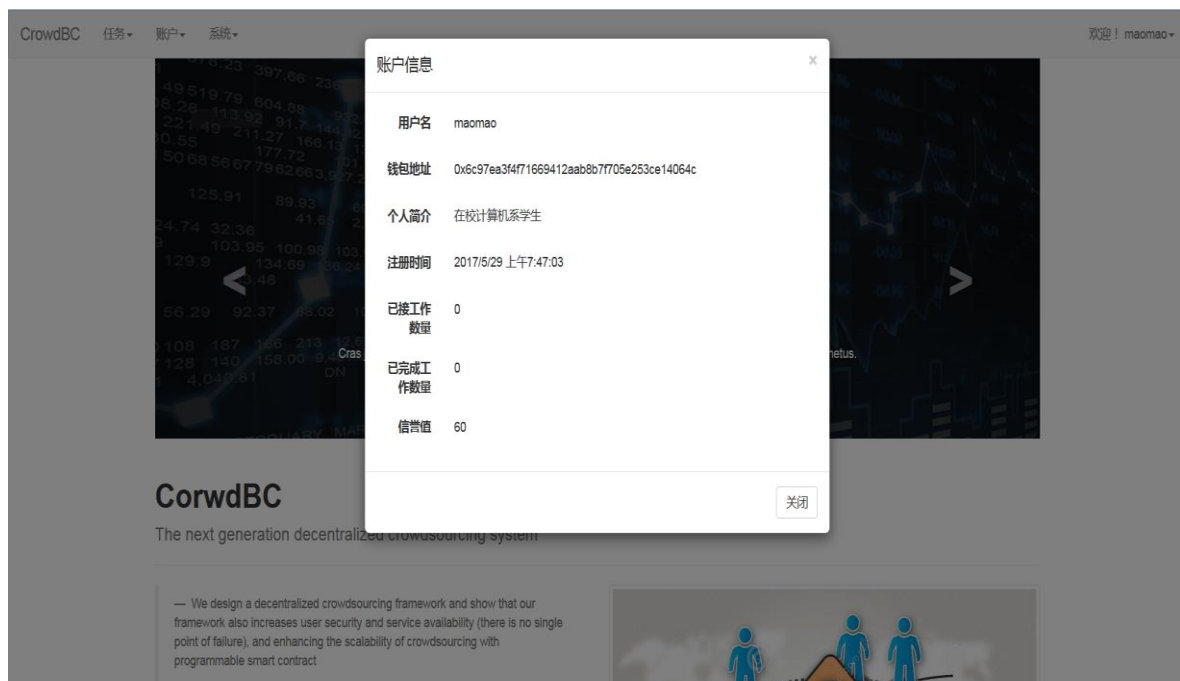 CrowdBC 任务 账户 系统 欢迎！maomao
账户信息 ×
用户名 maomao
钱包地址 0x6c97ea3f4f71669412aab8b7f705e253ce14064c
个人简介 在校计算机系学生
注册时间 2017/5/29 上午7:47:03
已接工作 0
数量
已完成工 0
作数量
信誉值 60
关闭
< >
Cras
netus.
CorwdBC
The next generation decentralized crowdsourcing system
— We design a decentralized crowdsourcing framework and show that our
framework also increases user security and service availability (there is no single
point of failure), and enhancing the scalability of crowdsourcing with
programmable smart contract